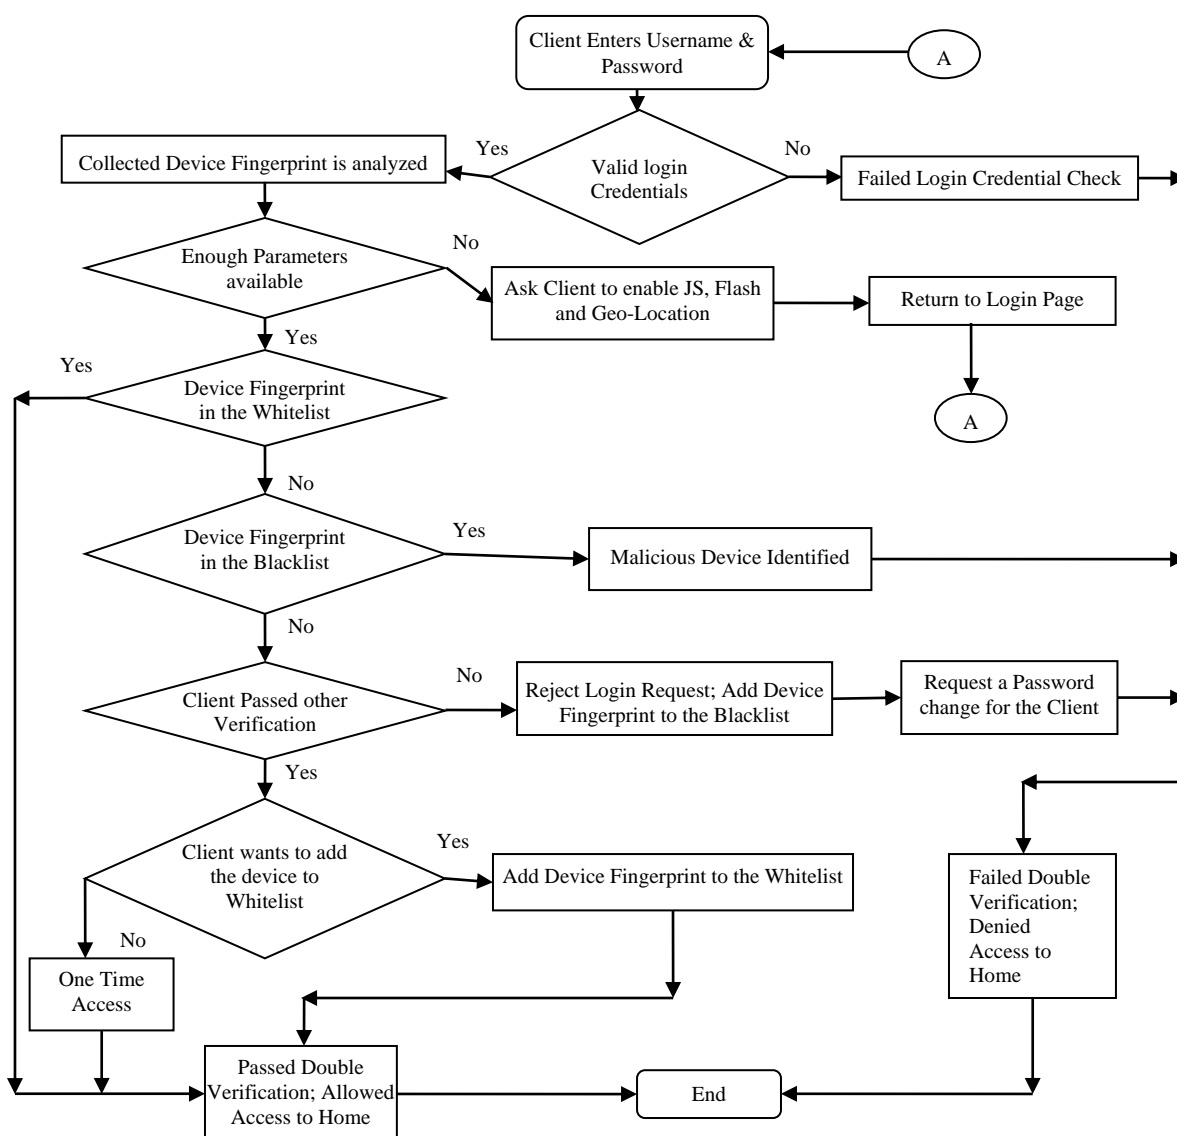 Client Enters Username &
Password
A
Yes
No
Collected Device Fingerprint is analyzed
Valid login
Credentials
Failed Login Credential Check
No
Enough Parameters
available
Ask Client to enable JS, Flash
and Geo-Location
Return to Login Page
Yes
Yes
Device Fingerprint
in the Whitelist
A
No
Device Fingerprint
in the Blacklist
Yes
Malicious Device Identified
No
No
Client Passed other
Verification
Reject Login Request; Add Device
Fingerprint to the Blacklist
Request a Password
change for the Client
Yes
Client wants to add
the device to
Whitelist
Yes
Add Device Fingerprint to the Whitelist
Failed Double
Verification;
Denied
Access to
Home
No
One Time
Access
Passed Double
Verification; Allowed
Access to Home
End